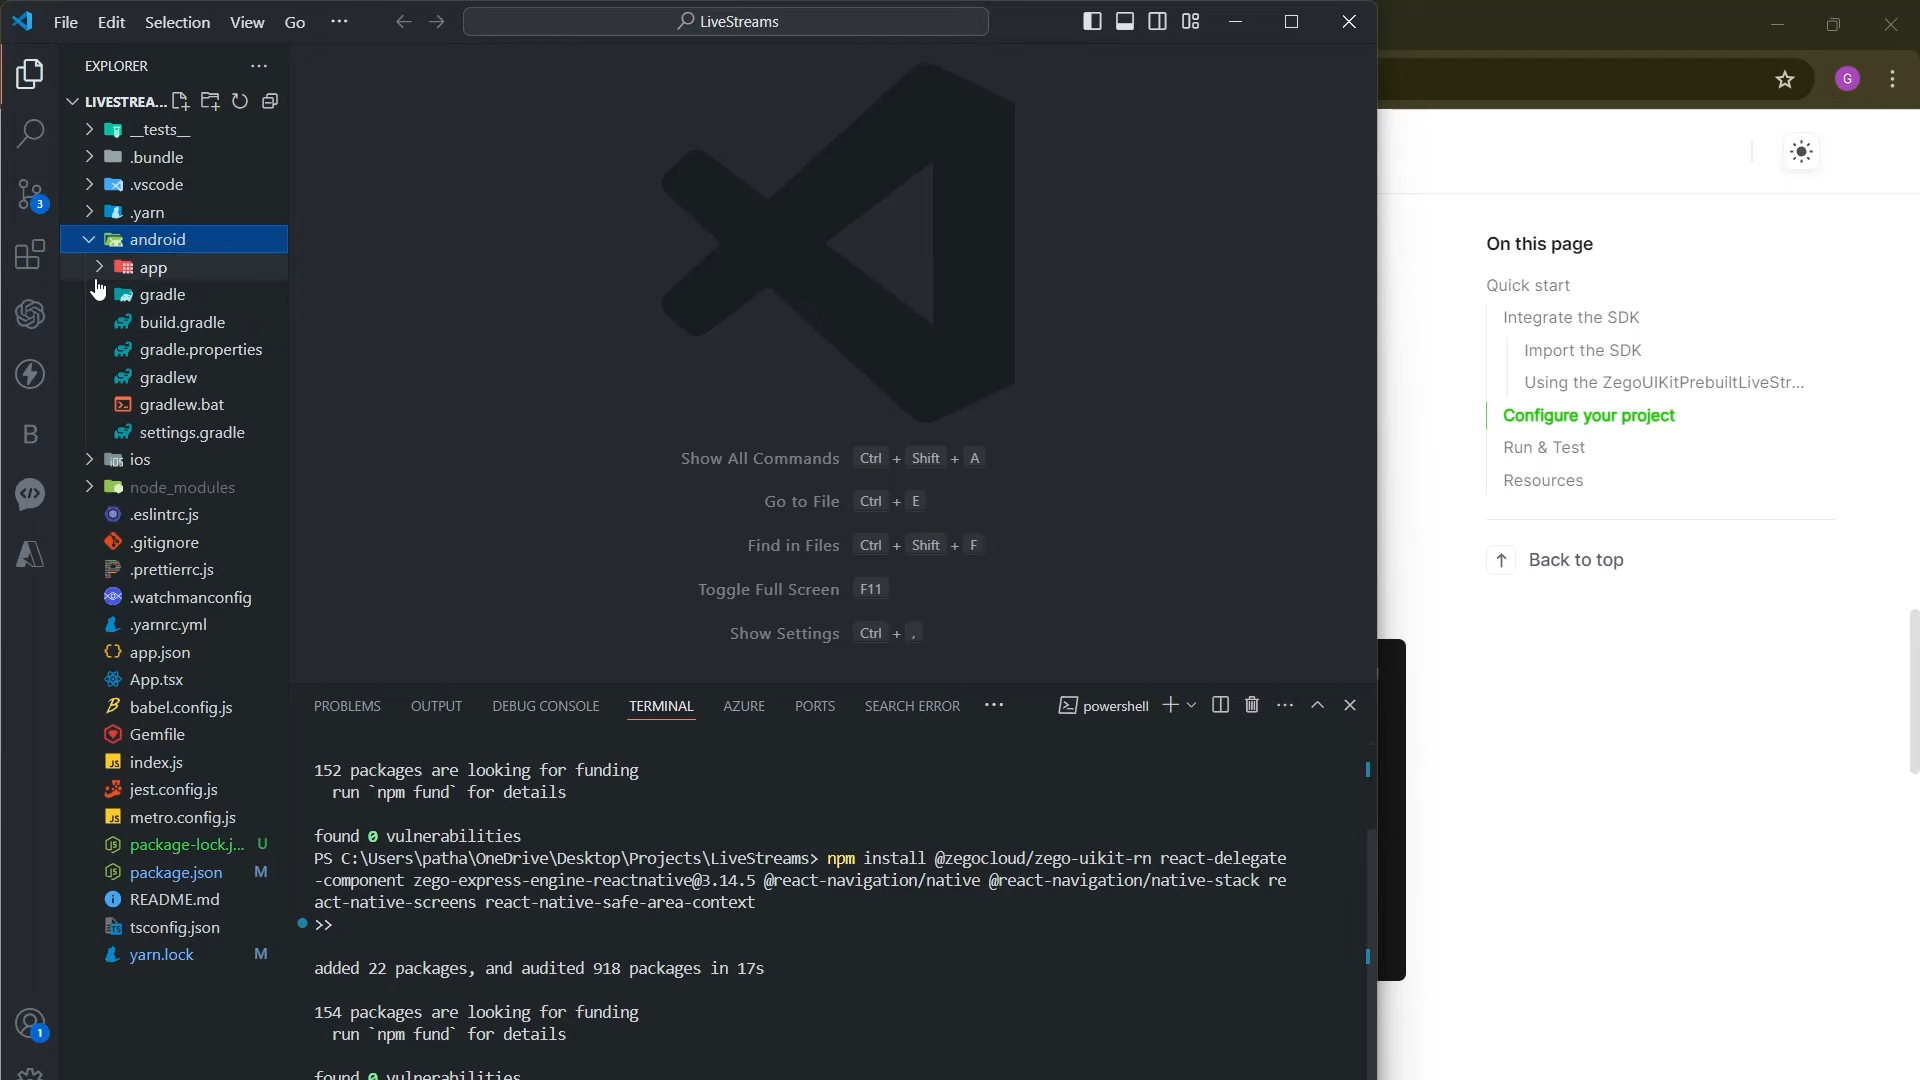 File Edit Selection View Go ···
LiveStreams
G
EXPLORER ···
LIVESTREA...
__tests__
.bundle
.vscode
3
.yarn
android
app
gradle
build.gradle
gradle.properties
gradlew
gradlew.bat
settings.gradle
ios
node_modules
.eslintrc.js
.gitignore
.prettierrc.js
.watchmanconfig
.yarnrc.yml
app.json
App.tsx
babel.config.js
Gemfile
index.js
jest.config.js
metro.config.js
package-lock.j... U
package.json M
README.md
tsconfig.json
yarn.lock M
1
Show All Commands Ctrl + Shift + A
Go to File Ctrl + E
Find in Files Ctrl + Shift + F
Toggle Full Screen F11
Show Settings Ctrl + ,
PROBLEMS OUTPUT DEBUG CONSOLE TERMINAL AZURE PORTS SEARCH ERROR ··· powershell
152 packages are looking for funding
run `npm fund` for details
found 0 vulnerabilities
PS C:\Users\patha\OneDrive\Desktop\Projects\LiveStreams> npm install @zegocloud/zego-uikit-rn react-delegate
-component zego-express-engine-reactnative@3.14.5 @react-navigation/native @react-navigation/native-stack re
act-native-screens react-native-safe-area-context
>>
added 22 packages, and audited 918 packages in 17s
154 packages are looking for funding
run `npm fund` for details
found 0 vulnerabilities
On this page
Quick start
Integrate the SDK
Import the SDK
Using the ZegoUIKitPrebuiltLiveStr...
Configure your project
Run & Test
Resources
Back to top